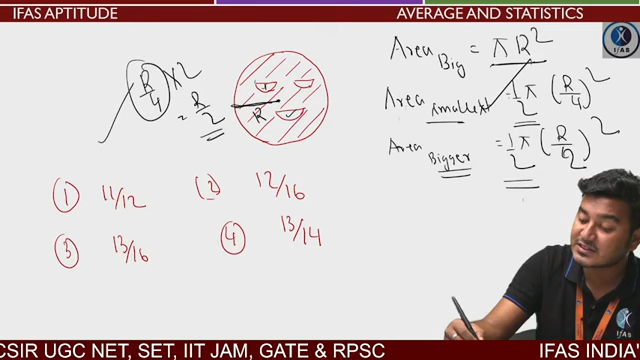 IFAS APTITUDE
AVERAGE AND STATISTICS
IFAS
R/4 × 2
= R/2
R
Area Big = π R²
Area smallest = 1/2 π (R/4)²
Area Bigger = 1/2 π (R/2)²
① 11/12
② 12/16
③ 13/16
④ 13/14
IFAS
CSIR UGC NET, SET, IIT JAM, GATE & RPSC
IFAS INDIA'